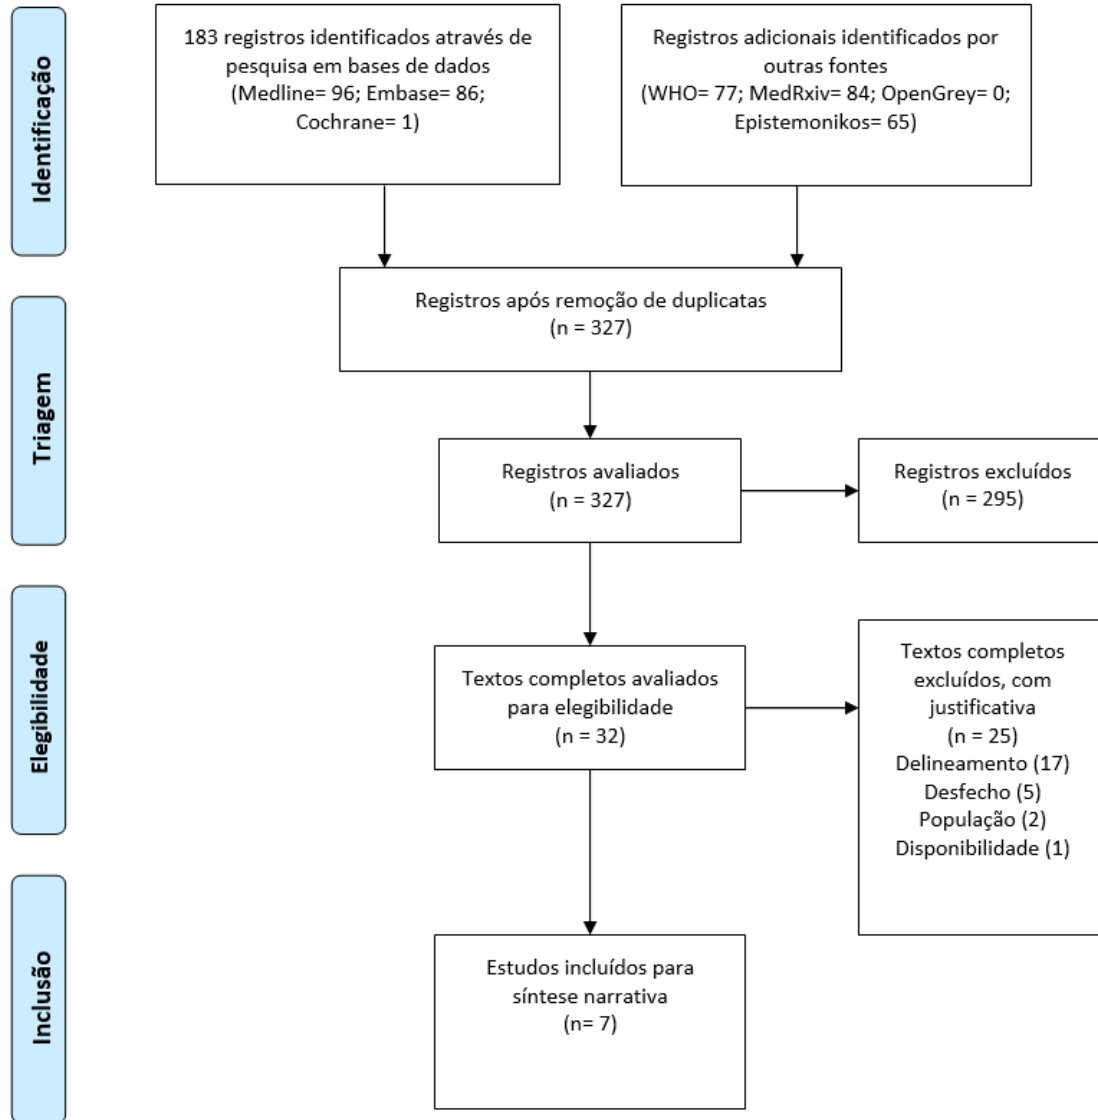 Identificação
183 registros identificados através de
pesquisa em bases de dados
(Medline= 96; Embase= 86;
Cochrane= 1)
Registros adicionais identificados por
outras fontes
(WHO= 77; MedRxiv= 84; OpenGrey= 0;
Epistemonikos= 65)
Triagem
Registros após remoção de duplicatas
(n = 327)
Registros avaliados
(n = 327)
Registros excluídos
(n = 295)
Elegibilidade
Textos completos avaliados
para elegibilidade
(n = 32)
Textos completos
excluídos, com
justificativa
(n = 25)
Delineamento (17)
Desfecho (5)
População (2)
Disponibilidade (1)
Inclusão
Estudos incluídos para
síntese narrativa
(n= 7)